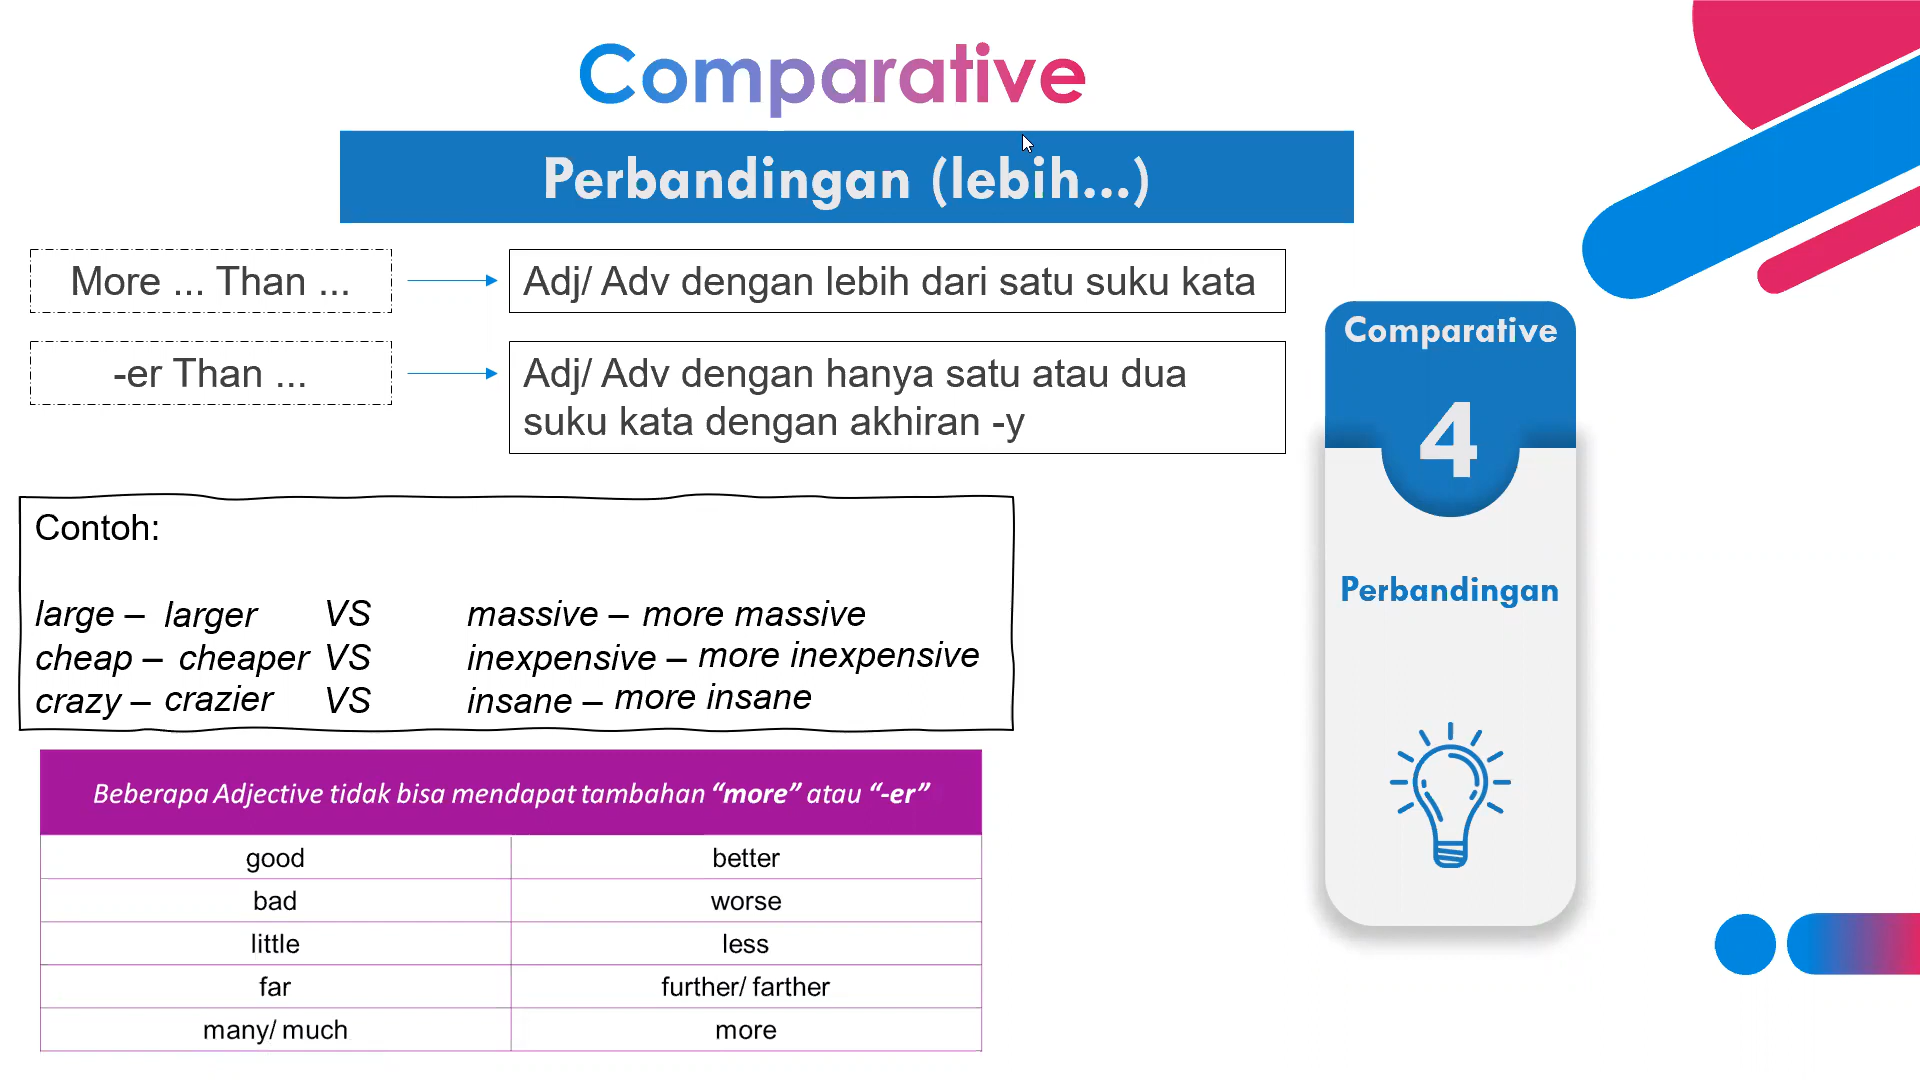 Comparative
Perbandingan (lebih...)
More ... Than ...
Adj/ Adv dengan lebih dari satu suku kata
-er Than ...
Adj/ Adv dengan hanya satu atau dua
suku kata dengan akhiran -y
Comparative
4
Perbandingan
Contoh:
large – larger VS massive – more massive
cheap – cheaper VS inexpensive – more inexpensive
crazy – crazier VS insane – more insane
Beberapa Adjective tidak bisa mendapat tambahan “more” atau “-er”
good better
bad worse
little less
far further/ farther
many/ much more